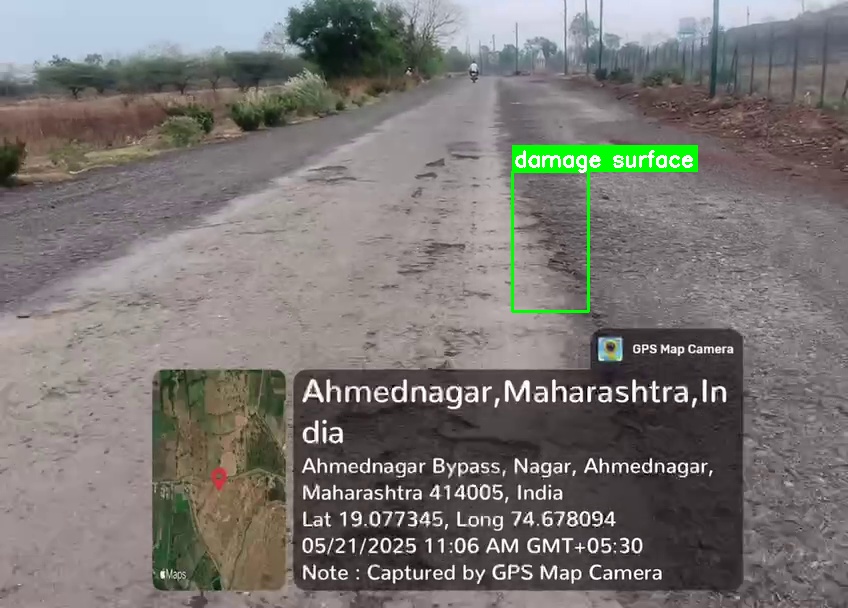 damage surface
GPS Map Camera
Ahmednagar,Maharashtra,In
dia
Ahmednagar Bypass, Nagar, Ahmednagar,
Maharashtra 414005, India
Lat 19.077345, Long 74.678094
05/21/2025 11:06 AM GMT+05:30
Note : Captured by GPS Map Camera
Maps